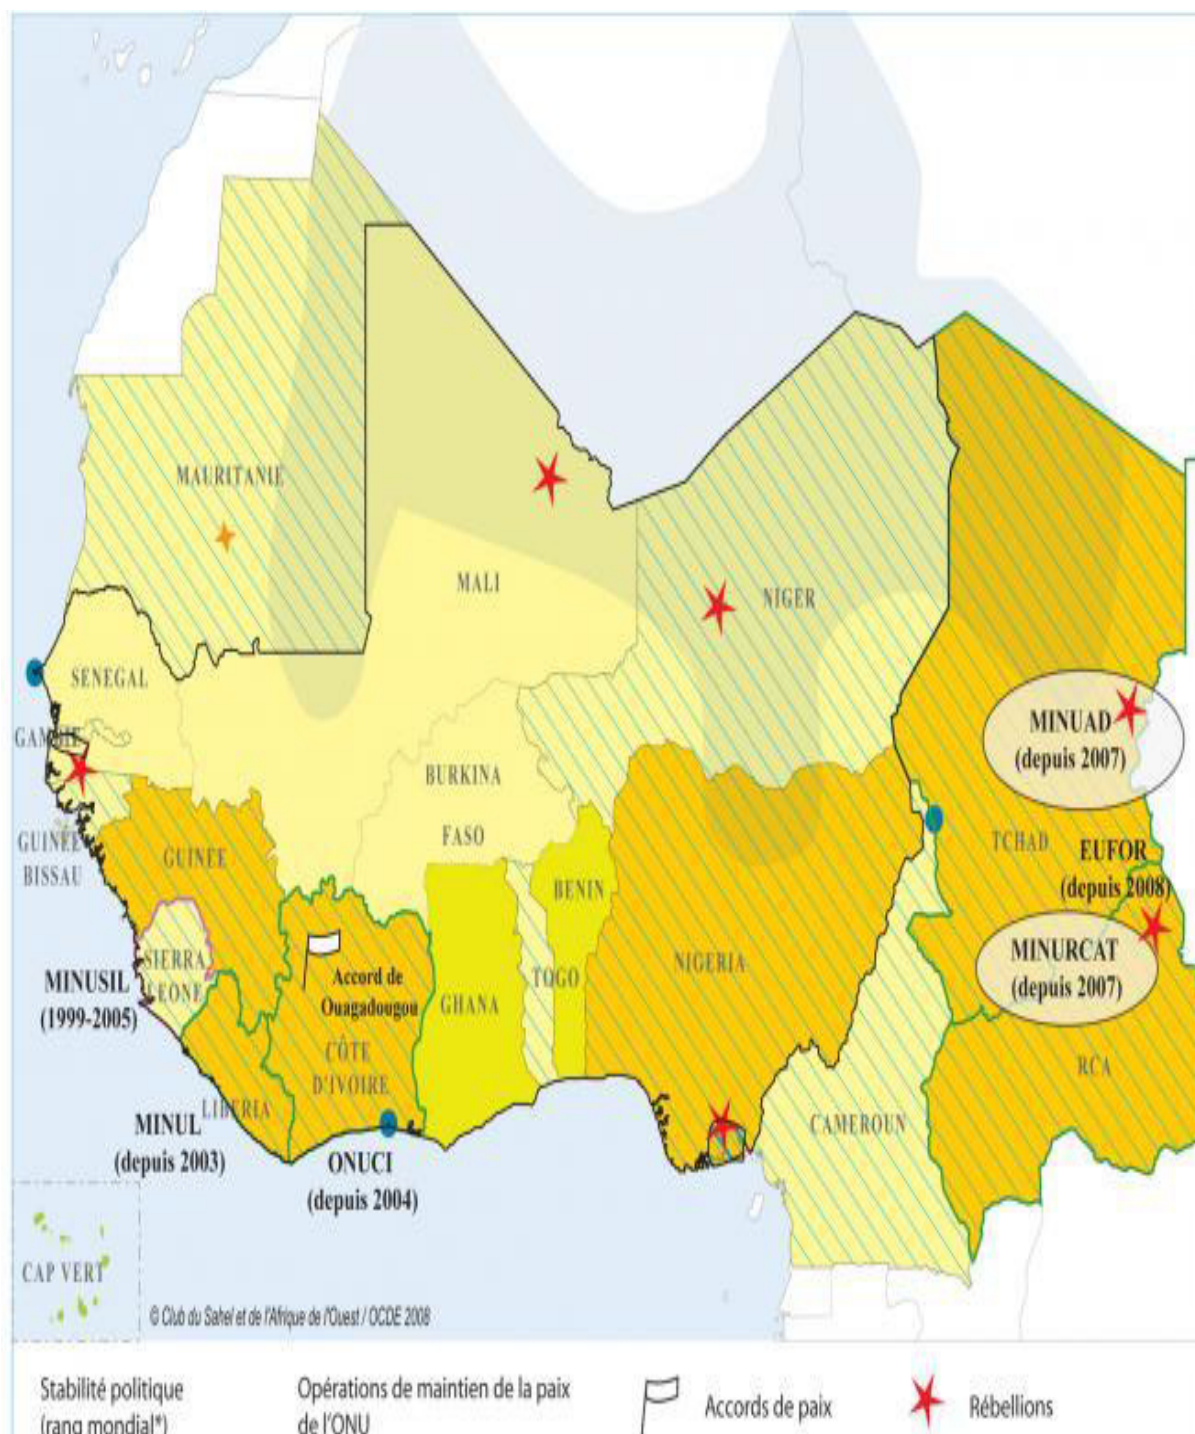 MAURITANIE
MALI
NIGER
SENEGAL
GAMBIE
BURKINA
FASO
MINUAD
(depuis 2007)
GUINÉE
BISSAU
GUINÉE
BENIN
TCHAD
EUFOR
(depuis 2008)
SIERRA
LEONE
MINUSIL
(1999-2005)
Accord de
Ouagadougou
GHANA
TOGO
NIGERIA
MINURCAT
(depuis 2007)
CÔTE
D'IVOIRE
RCA
LIBERIA
MINUL
(depuis 2003)
ONUCI
(depuis 2004)
CAMEROUN
CAP VERT
© Club du Sahel et de l'Afrique de l'Ouest / OCDE 2008
Stabilité politique
(rang mondial*)
Opérations de maintien de la paix
de l'ONU
Accords de paix
Rébellions